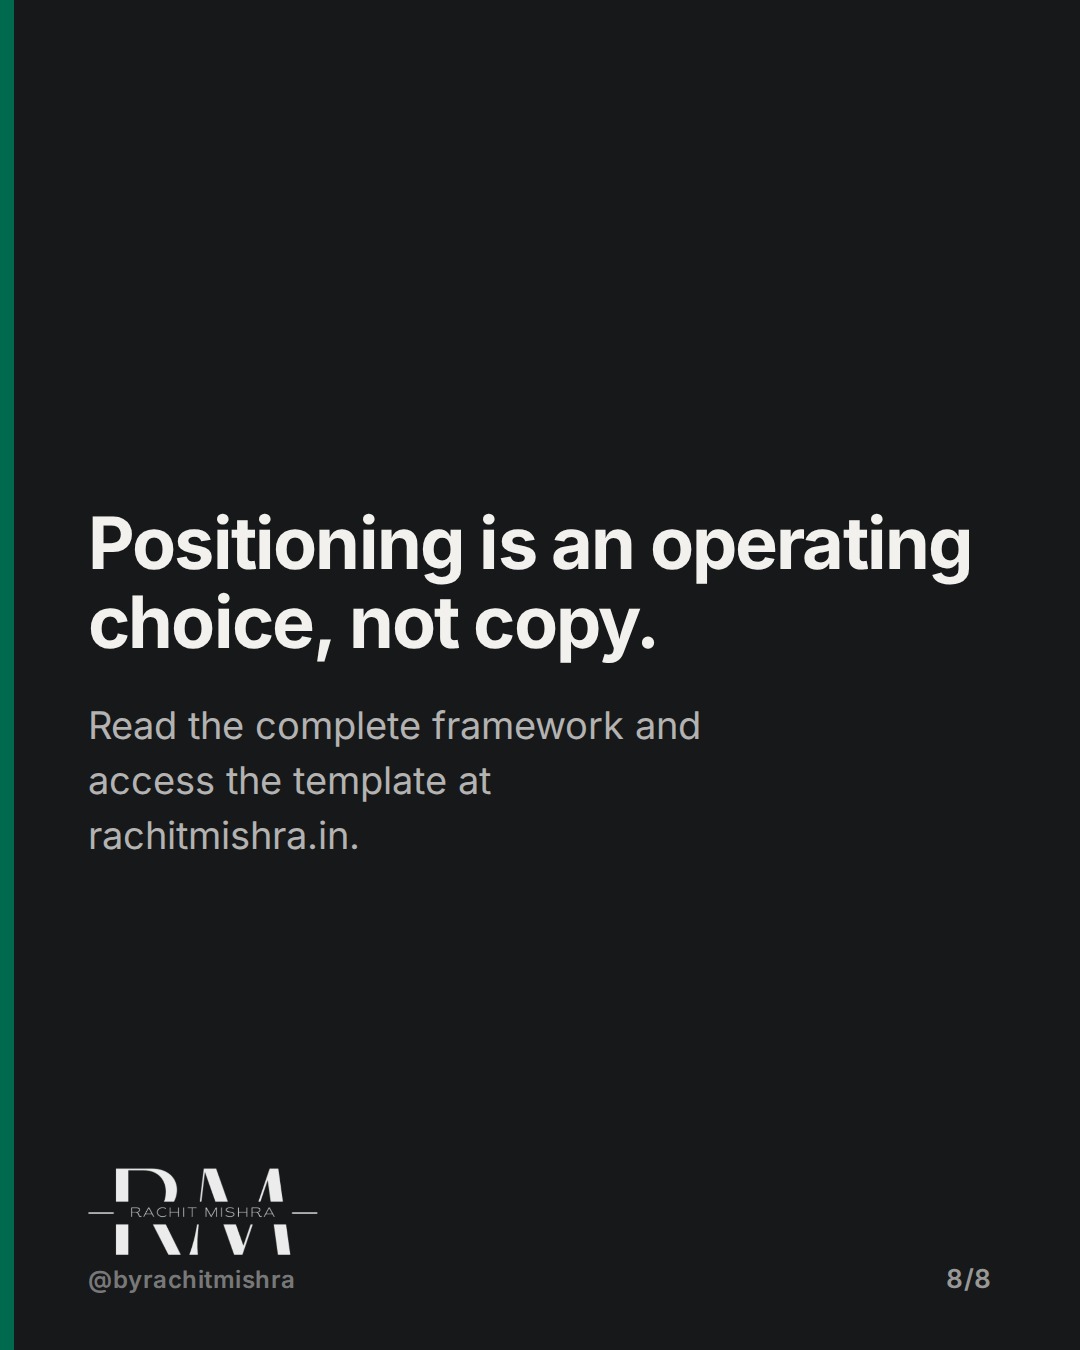 Positioning is an operating
choice, not copy.
Read the complete framework and
access the template at
rachitmishra.in.
RM
RACHIT MISHRA
@byrachitmishra
8/8